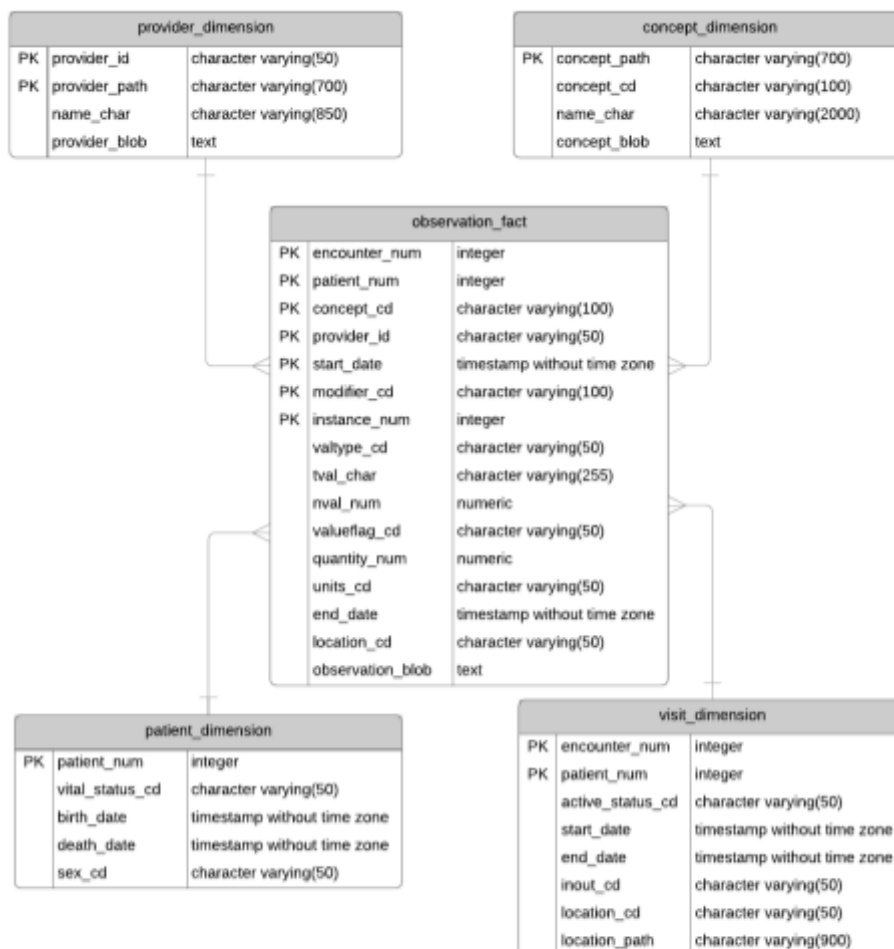 provider_dimension
PK provider_id character varying(50)
PK provider_path character varying(700)
name_char character varying(850)
provider_blob text
concept_dimension
PK concept_path character varying(700)
concept_cd character varying(100)
name_char character varying(2000)
concept_blob text
observation_fact
PK encounter_num integer
PK patient_num integer
PK concept_cd character varying(100)
PK provider_id character varying(50)
PK start_date timestamp without time zone
PK modifier_cd character varying(100)
PK instance_num integer
valtype_cd character varying(50)
tval_char character varying(255)
nval_num numeric
valueflag_cd character varying(50)
quantity_num numeric
units_cd character varying(50)
end_date timestamp without time zone
location_cd character varying(50)
observation_blob text
patient_dimension
PK patient_num integer
vital_status_cd character varying(50)
birth_date timestamp without time zone
death_date timestamp without time zone
sex_cd character varying(50)
visit_dimension
PK encounter_num integer
PK patient_num integer
active_status_cd character varying(50)
start_date timestamp without time zone
end_date timestamp without time zone
inout_cd character varying(50)
location_cd character varying(50)
location_path character varying(900)